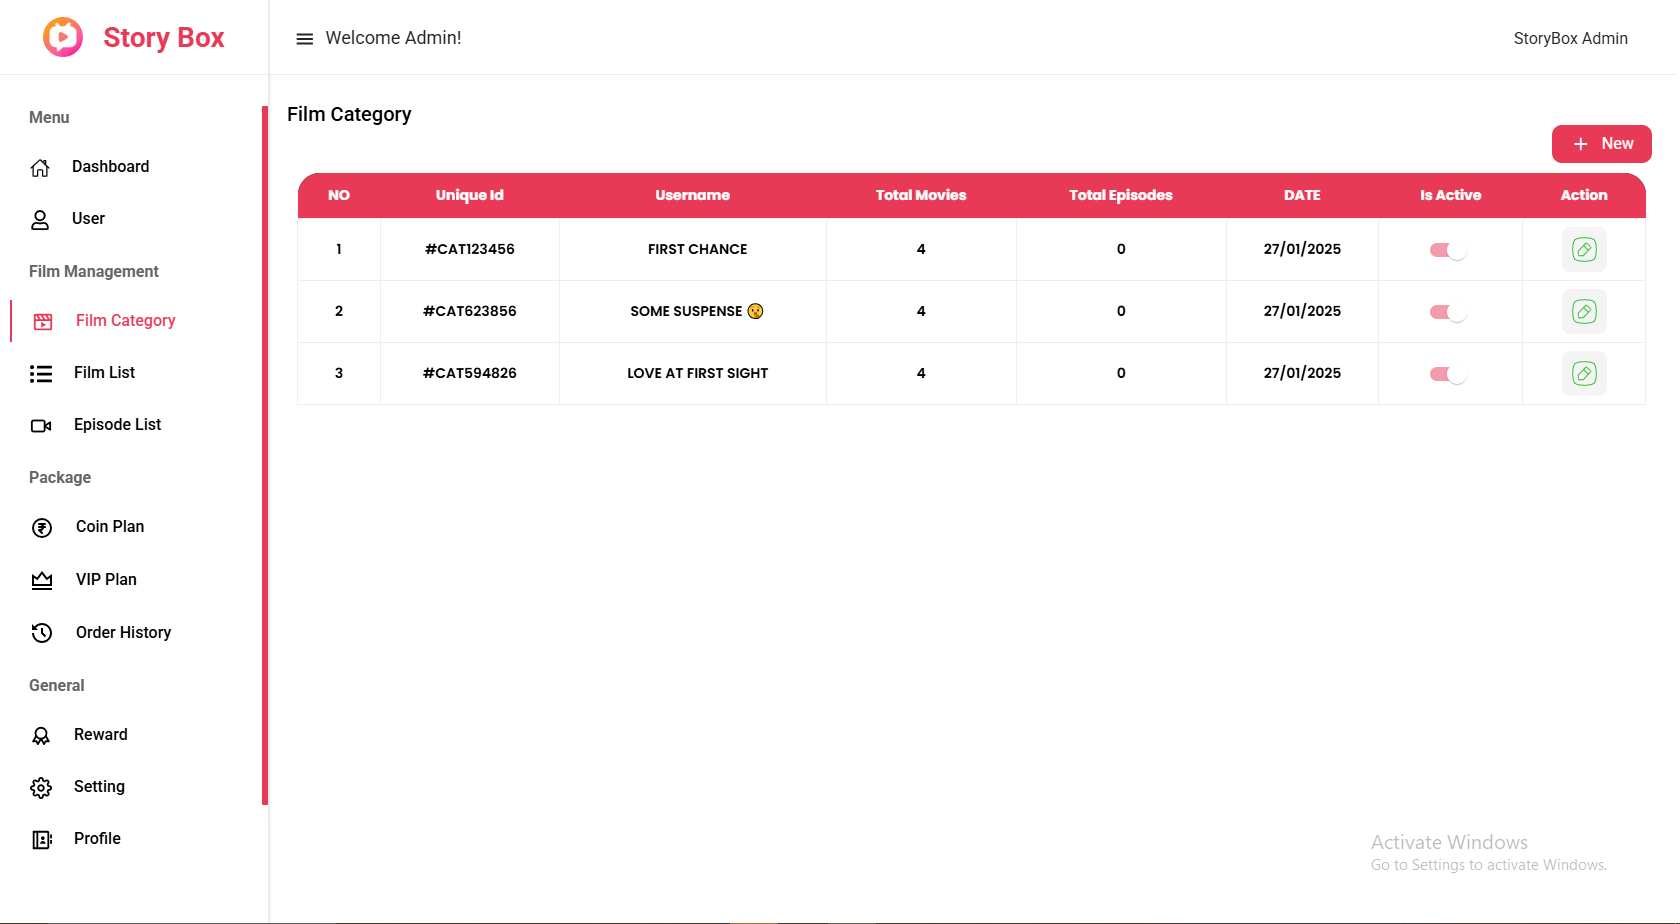 Story Box
Welcome Admin!
StoryBox Admin
Menu
Dashboard
User
Film Management
Film Category
Film List
Episode List
Package
Coin Plan
VIP Plan
Order History
General
Reward
Setting
Profile
Film Category
New
NO Unique Id Username Total Movies Total Episodes DATE Is Active Action
1 #CAT123456 FIRST CHANCE 4 0 27/01/2025
2 #CAT623856 SOME SUSPENSE 😯 4 0 27/01/2025
3 #CAT594826 LOVE AT FIRST SIGHT 4 0 27/01/2025
Activate Windows
Go to Settings to activate Windows.